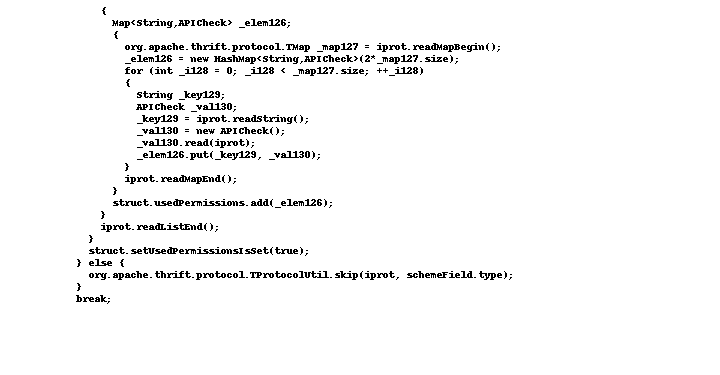 {
Map<String,APICheck> _elem126;
{
org.apache.thrift.protocol.TMap _map127 = iprot.readMapBegin();
_elem126 = new HashMap<String,APICheck>(2*_map127.size);
for (int _i128 = 0; _i128 < _map127.size; ++_i128)
{
String _key129;
APICheck _val130;
_key129 = iprot.readString();
_val130 = new APICheck();
_val130.read(iprot);
_elem126.put(_key129, _val130);
}
iprot.readMapEnd();
}
struct.usedPermissions.add(_elem126);
}
iprot.readListEnd();
}
struct.setUsedPermissionsIsSet(true);
} else {
org.apache.thrift.protocol.TProtocolUtil.skip(iprot, schemeField.type);
}
break;